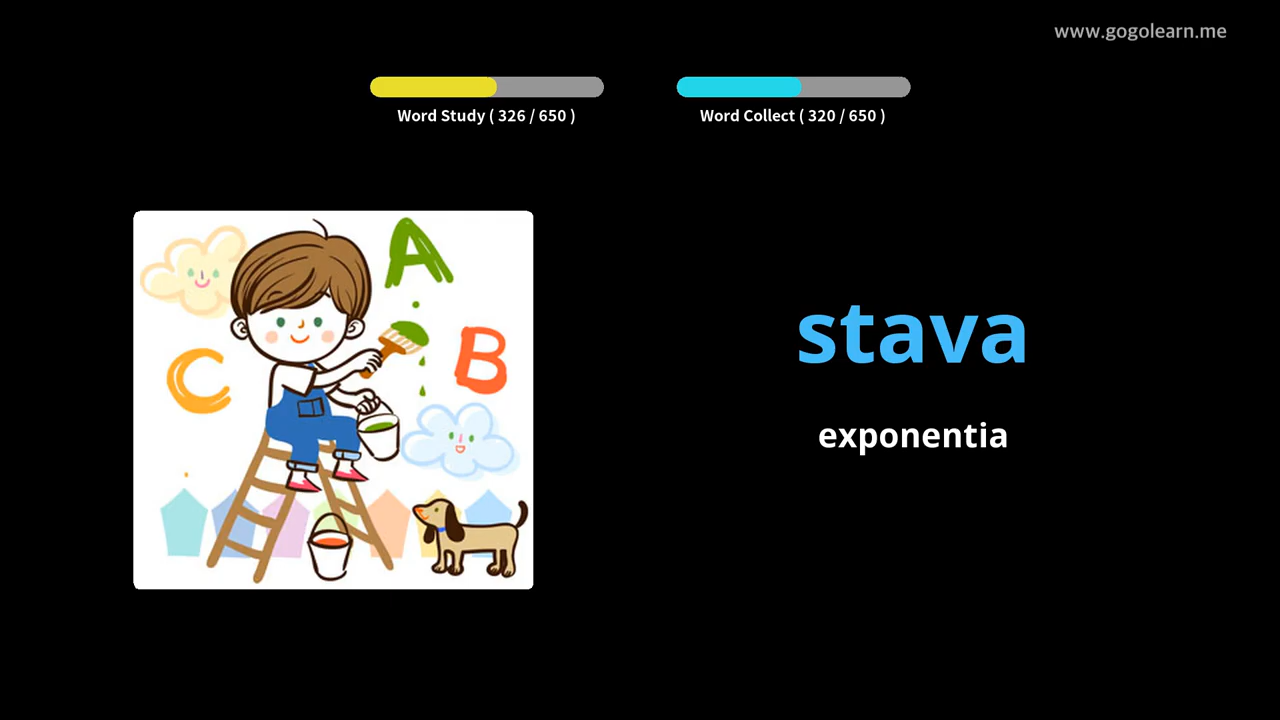 www.gogolearn.me
Word Study ( 326 / 650 )
Word Collect ( 320 / 650 )
A
B
C
stava
exponentia